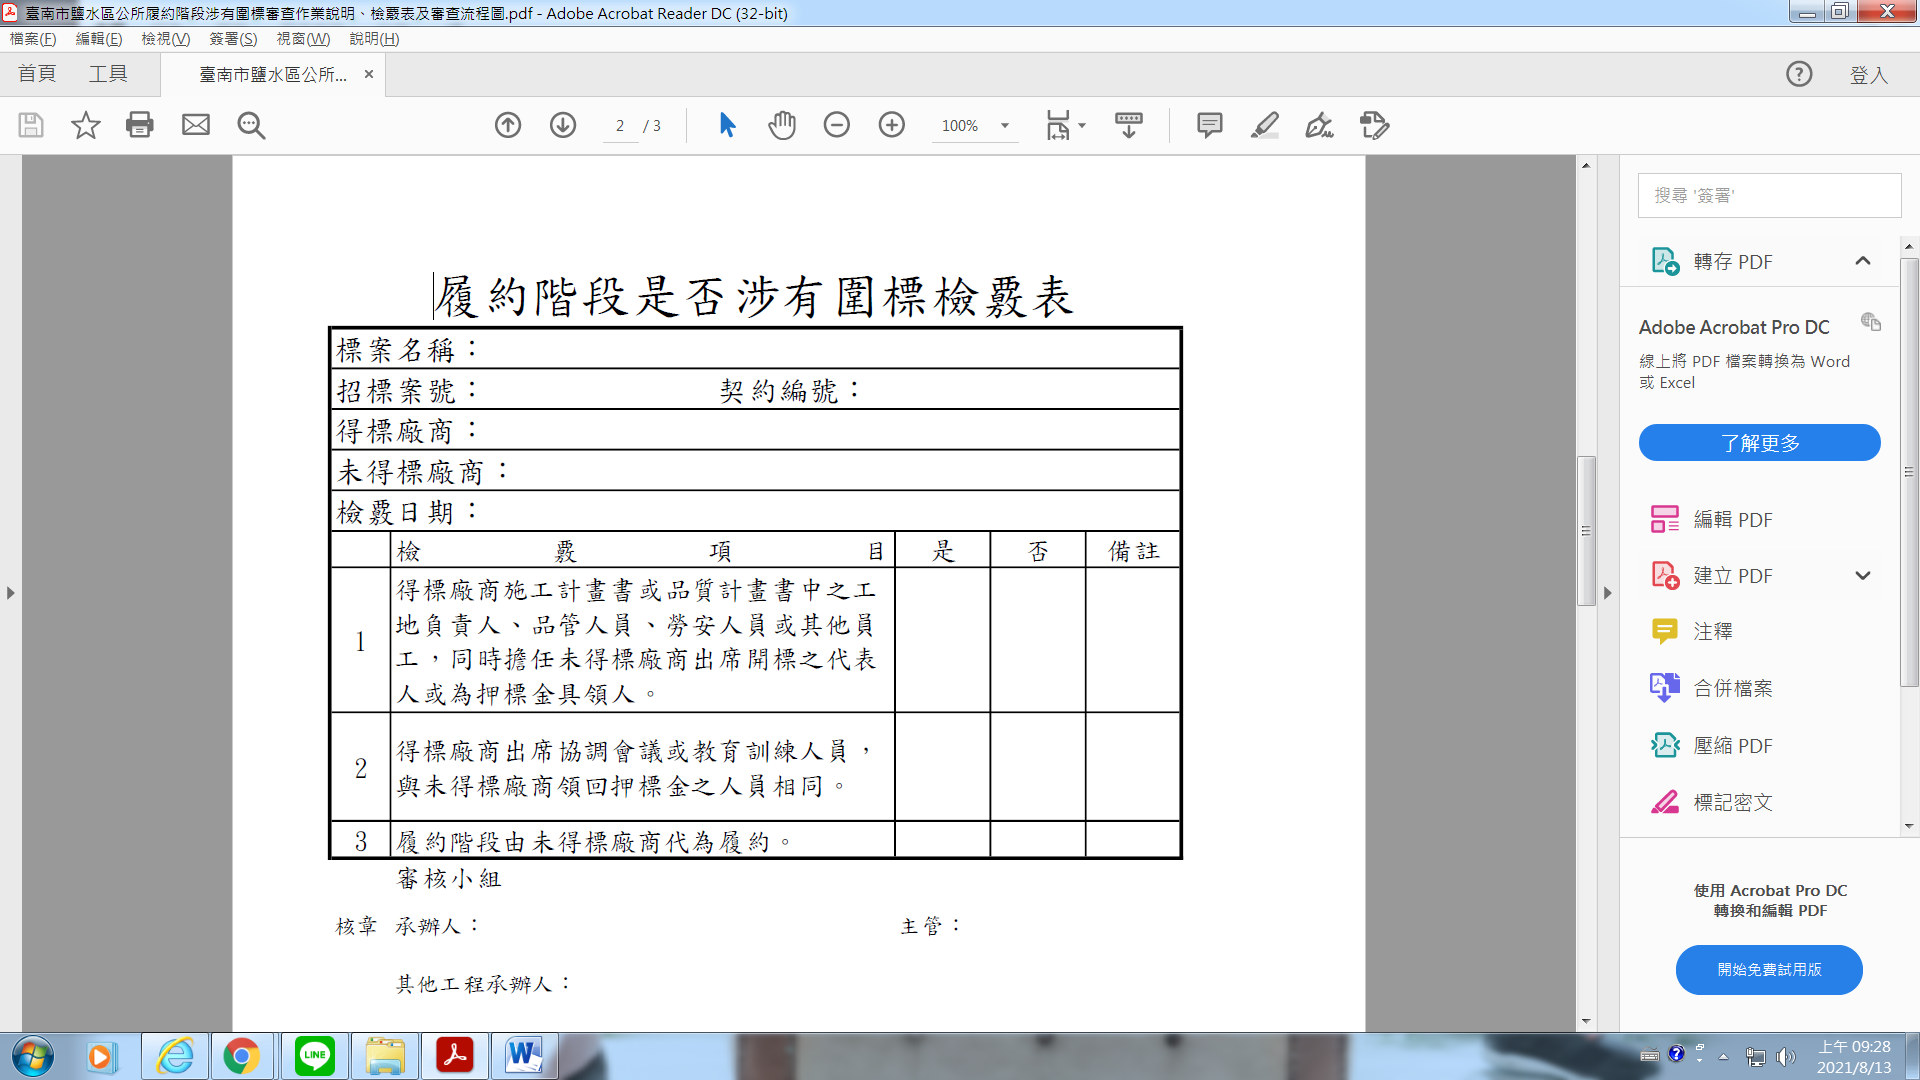 臺南市鹽水區公所履約階段涉有圍標審查作業說明、檢覈表及審查流程圖.pdf - Adobe Acrobat Reader DC (32-bit)
檔案(F) 編輯(E) 檢視(V) 簽署(S) 視窗(W) 說明(H)
首頁 工具 臺南市鹽水區公所... × ? 登入
2 / 3 100%
搜尋 '簽署'
轉存 PDF
Adobe Acrobat Pro DC
線上將 PDF 檔案轉換為 Word
或 Excel
了解更多
編輯 PDF
建立 PDF
注釋
合併檔案
壓縮 PDF
標記密文
使用 Acrobat Pro DC
轉換和編輯 PDF
開始免費試用版
履約階段是否涉有圍標檢覈表
標案名稱：
招標案號： 契約編號：
得標廠商：
未得標廠商：
檢覈日期：
檢覈項目 是 否 備註
1 得標廠商施工計畫書或品質計畫書中之工
地負責人、品管人員、勞安人員或其他員
工，同時擔任未得標廠商出席開標之代表
人或為押標金具領人。
2 得標廠商出席協調會議或教育訓練人員，
與未得標廠商領回押標金之人員相同。
3 履約階段由未得標廠商代為履約。
審核小組
核章 承辦人： 主管：
其他工程承辦人：
LINE
上午 09:28
2021/8/13